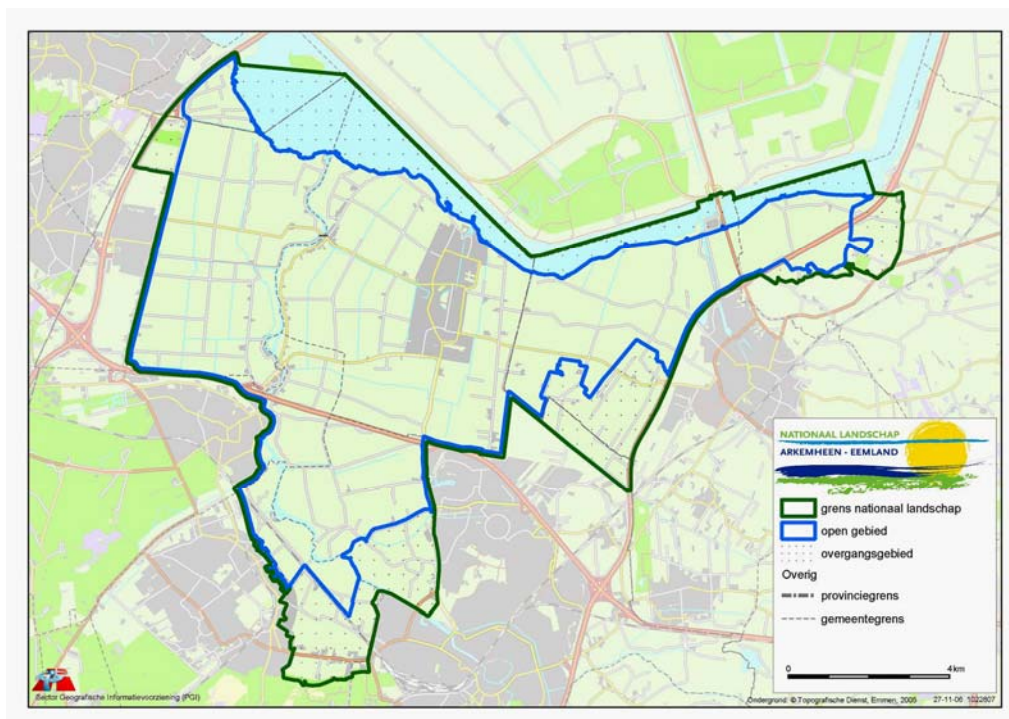 NATIONAAL LANDSCHAP
ARKEMHEEN - EEMLAND
grens nationaal landschap
open gebied
overgangsgebied
Overig
provinciegrens
gemeentegrens
0 4km
Sector Geografische Informatievoorziening (PGI)
Ondergrond: © Topografische Dienst, Emmen, 2005 27-11-06 1022607